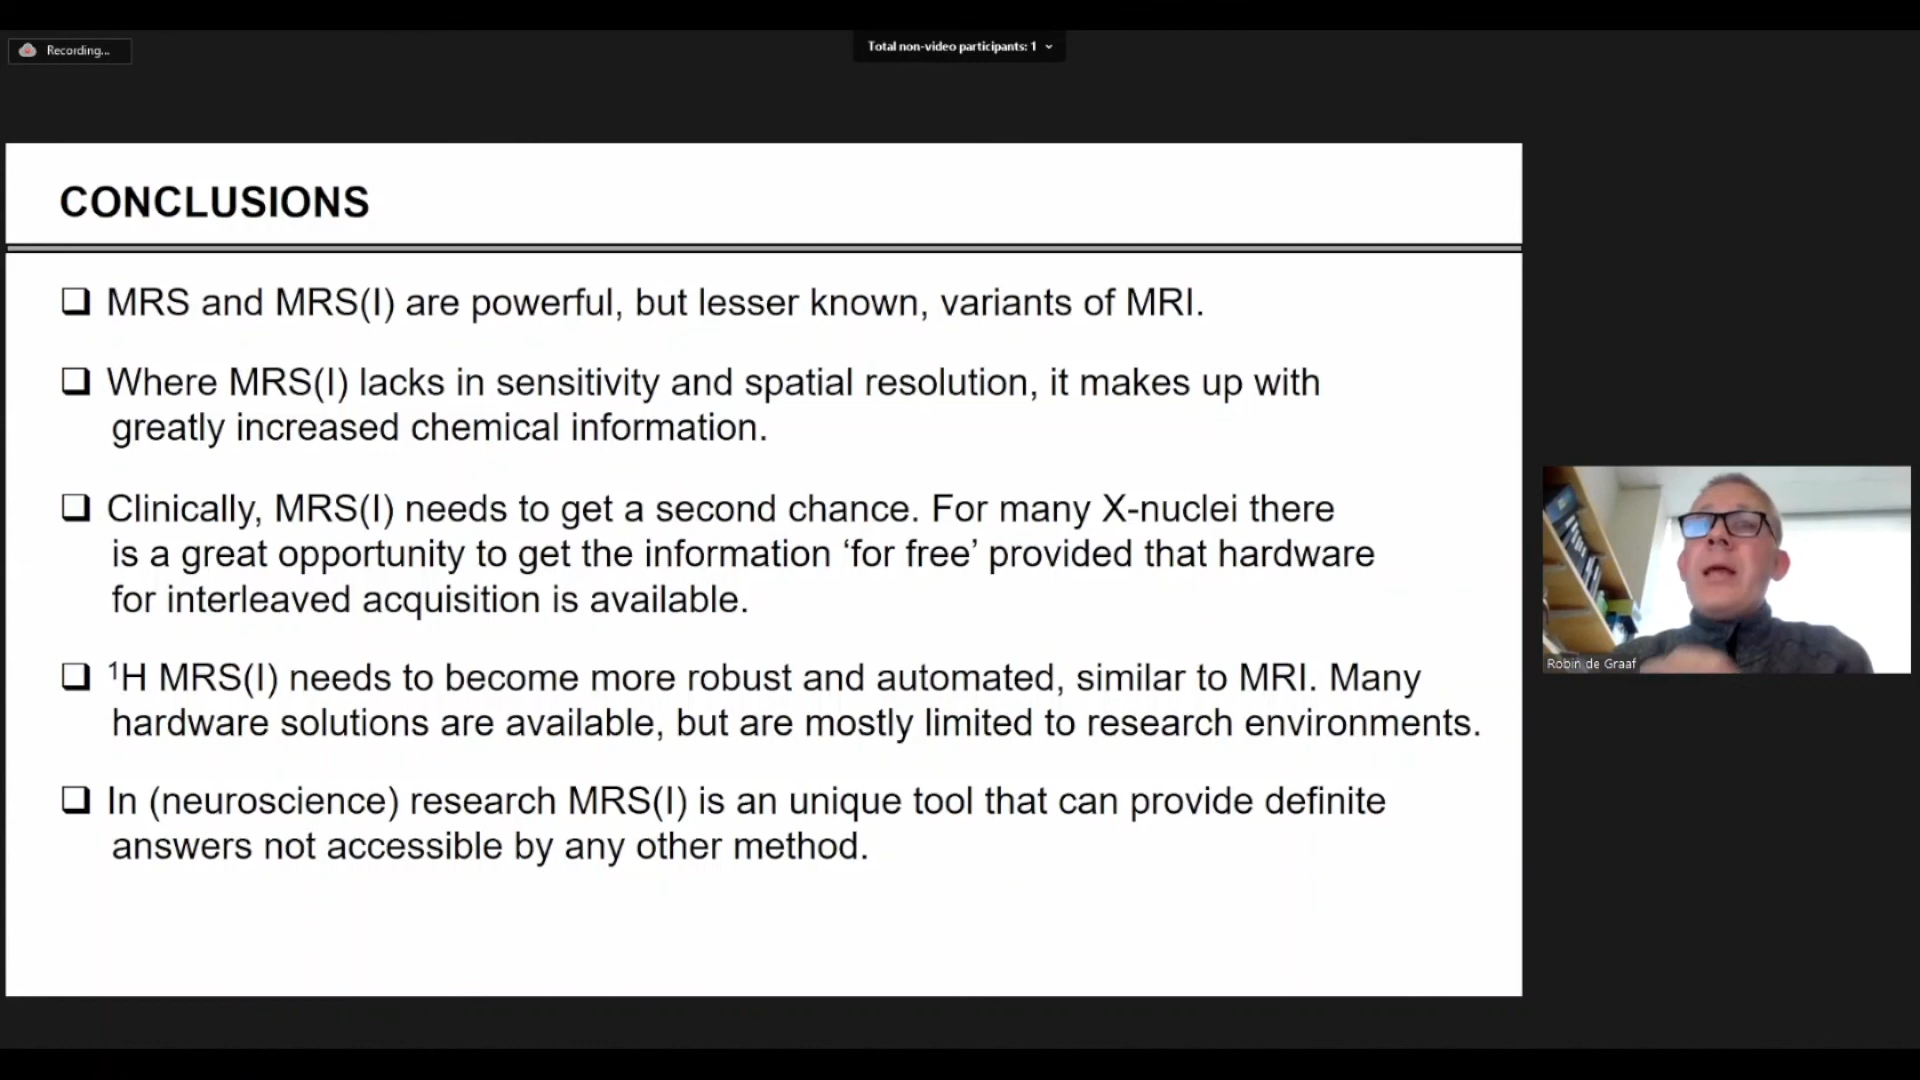 Recording...
Total non-video participants: 1
CONCLUSIONS
❑ MRS and MRS(I) are powerful, but lesser known, variants of MRI.
❑ Where MRS(I) lacks in sensitivity and spatial resolution, it makes up with
greatly increased chemical information.
❑ Clinically, MRS(I) needs to get a second chance. For many X-nuclei there
is a great opportunity to get the information ‘for free’ provided that hardware
for interleaved acquisition is available.
❑ ¹H MRS(I) needs to become more robust and automated, similar to MRI. Many
hardware solutions are available, but are mostly limited to research environments.
❑ In (neuroscience) research MRS(I) is an unique tool that can provide definite
answers not accessible by any other method.
Robin de Graaf